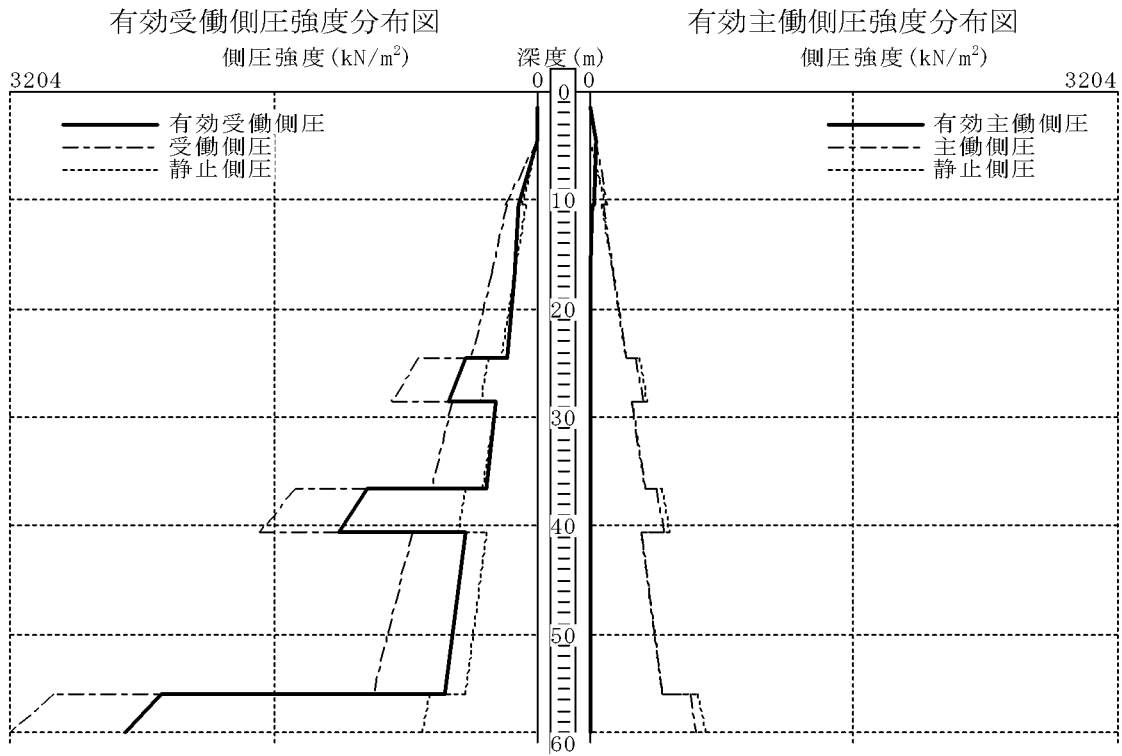 有効受働側圧強度分布図
有効主働側圧強度分布図
側圧強度(kN/m²)
深度(m)
側圧強度(kN/m²)
3204
0
0
3204
0
有効受働側圧
受働側圧
静止側圧
有効主働側圧
主働側圧
静止側圧
10
20
30
40
50
60